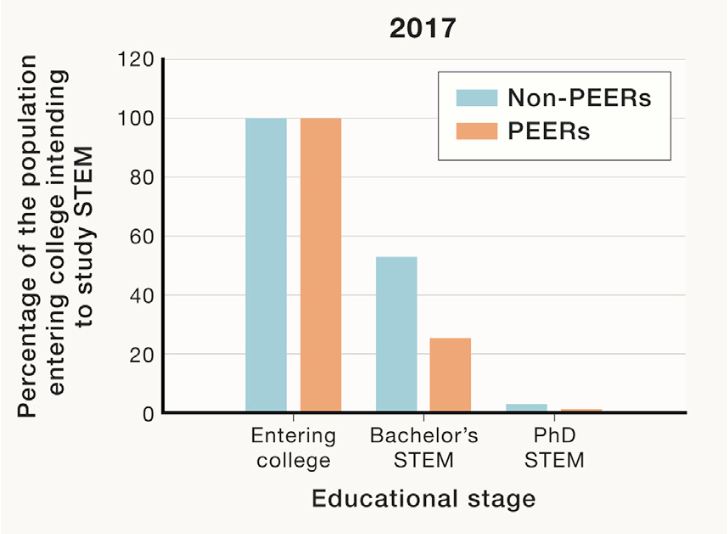 2017
Percentage of the population
entering college intending
to study STEM
120
100
80
60
40
20
0
Non-PEERs
PEERs
Entering
college
Bachelor's
STEM
PhD
STEM
Educational stage